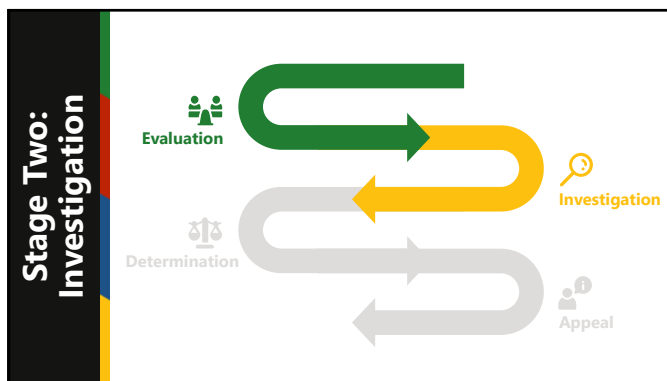 Stage Two:
Investigation
Evaluation
Investigation
Determination
Appeal